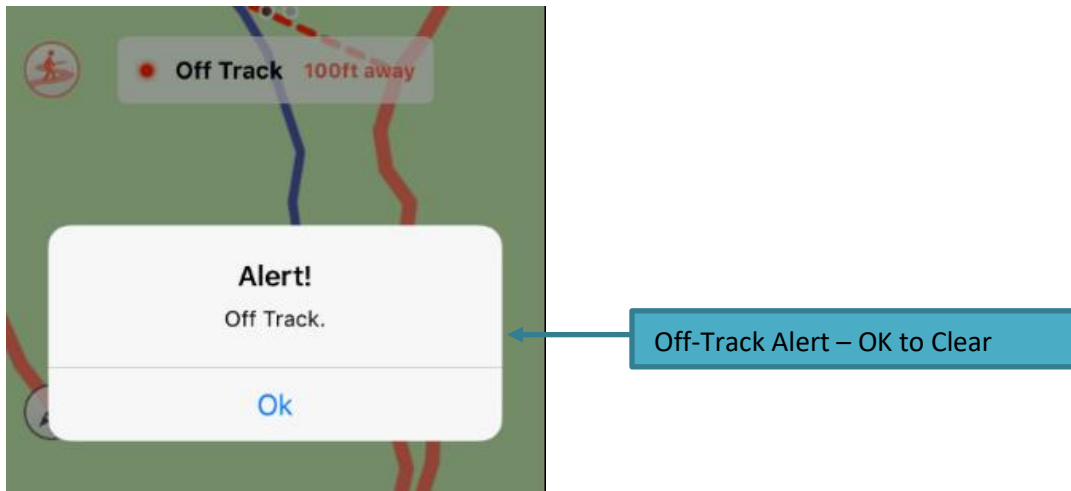 Off Track 100ft away
Alert!
Off Track.
Off-Track Alert – OK to Clear
Ok